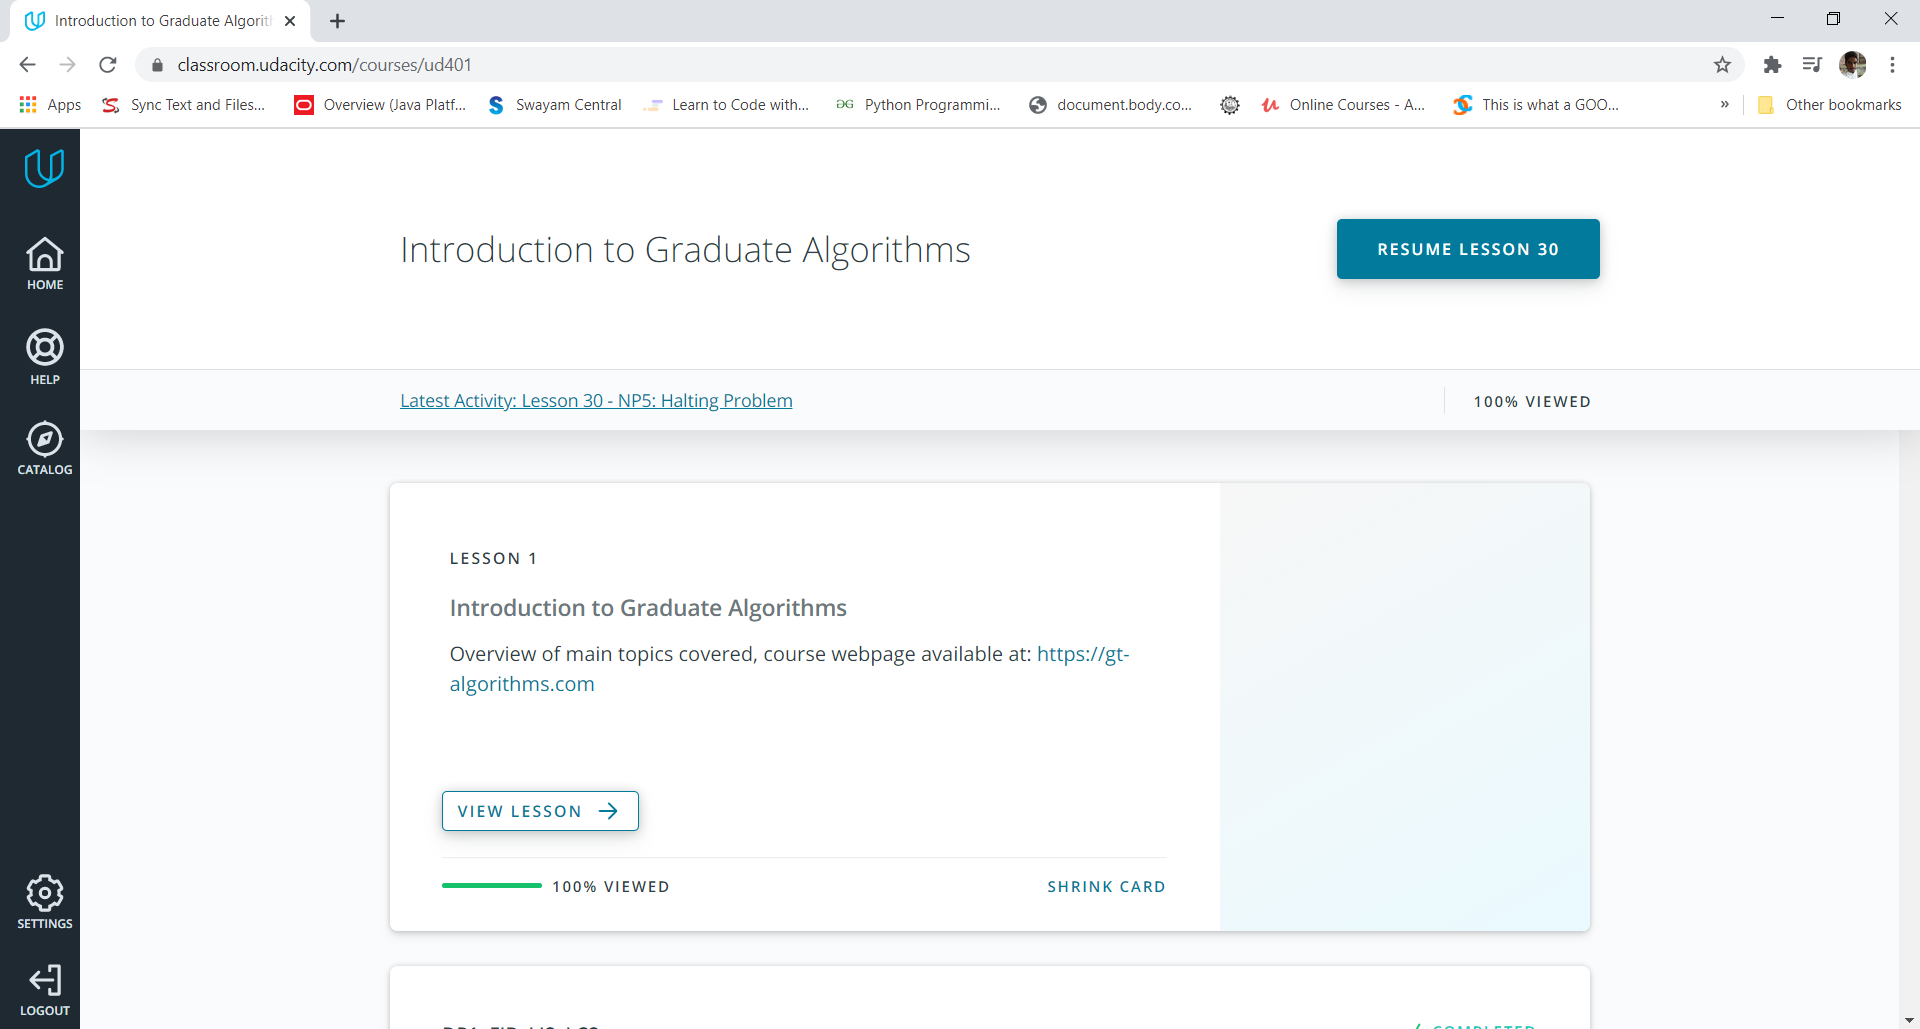 Introduction to Graduate Algorith
classroom.udacity.com/courses/ud401
Apps
Sync Text and Files...
Overview (Java Platf...
Swayam Central
Learn to Code with...
Python Programmi...
document.body.co...
Online Courses - A...
This is what a GOO...
»
Other bookmarks
HOME
HELP
CATALOG
SETTINGS
LOGOUT
Introduction to Graduate Algorithms
RESUME LESSON 30
Latest Activity: Lesson 30 - NP5: Halting Problem
100% VIEWED
LESSON 1
Introduction to Graduate Algorithms
Overview of main topics covered, course webpage available at: https://gt-
algorithms.com
VIEW LESSON
100% VIEWED
SHRINK CARD
COMPLETED